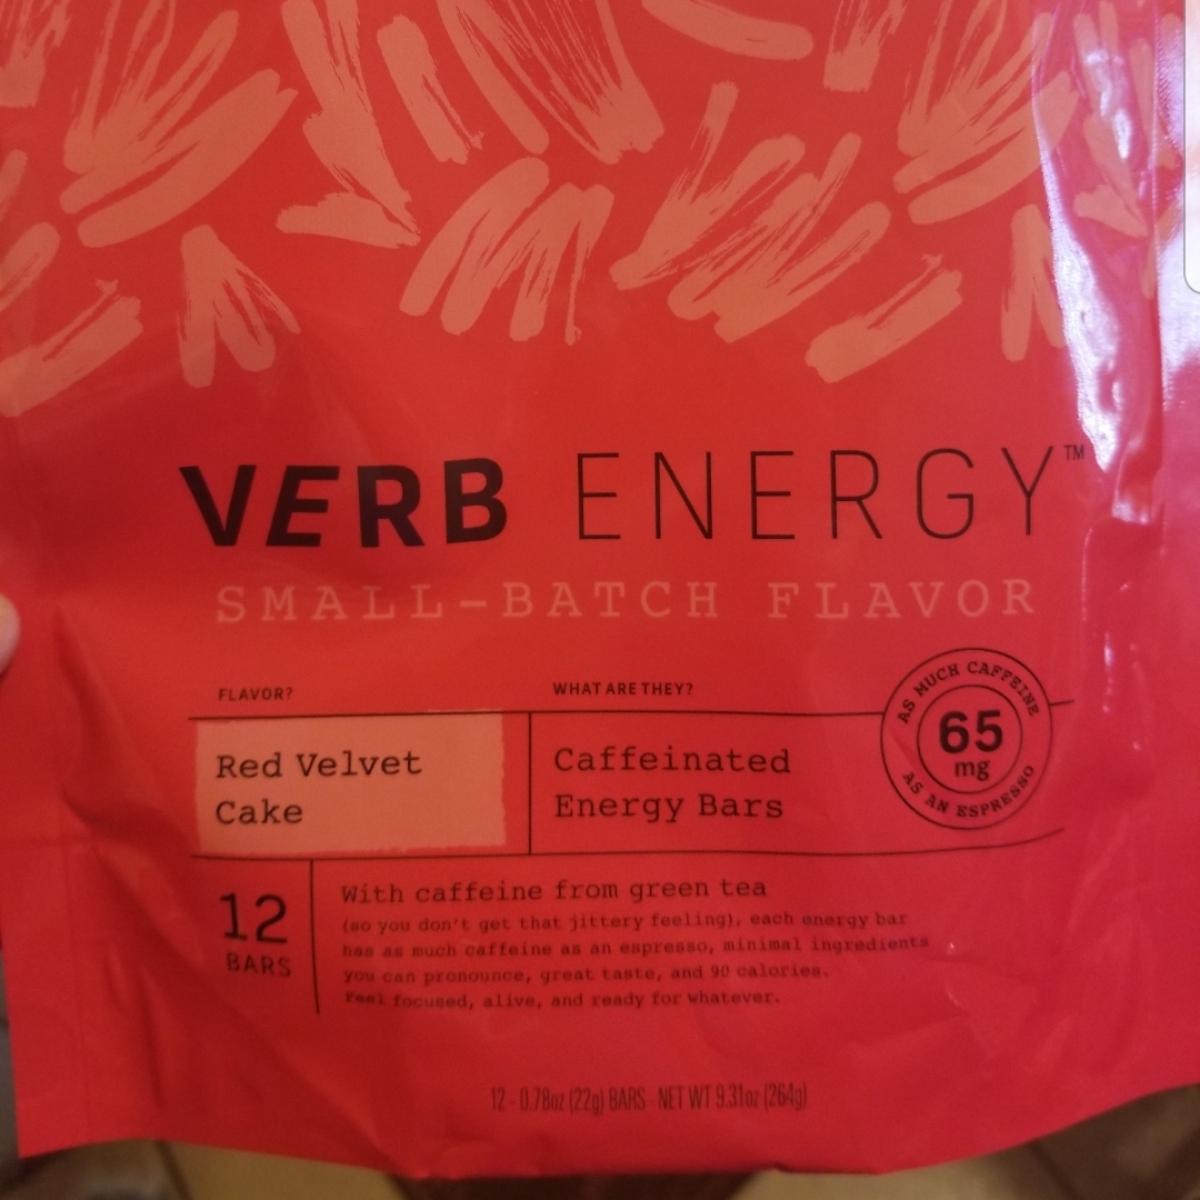 VERB ENERGY™
SMALL-BATCH FLAVOR
FLAVOR?
Red Velvet
Cake
WHAT ARE THEY?
Caffeinated
Energy Bars
AS MUCH CAFFEINE
65
mg
AS AN ESPRESSO
12
BARS
With caffeine from green tea
(so you don't get that jittery feeling), each energy bar
has as much caffeine as an espresso, minimal ingredients
you can pronounce, great taste, and 90 calories.
Feel focused, alive, and ready for whatever.
12 - 0.78oz (22g) BARS - NET WT 9.31oz (264g)